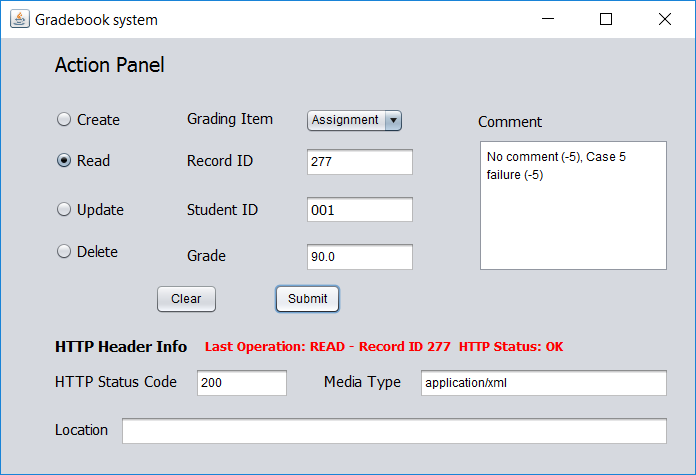 Gradebook system
Action Panel
Create
Grading Item
Assignment
Comment
Read
Record ID
277
No comment (-5), Case 5
failure (-5)
Update
Student ID
001
Delete
Grade
90.0
Clear
Submit
HTTP Header Info
Last Operation: READ - Record ID 277 HTTP Status: OK
HTTP Status Code
200
Media Type
application/xml
Location